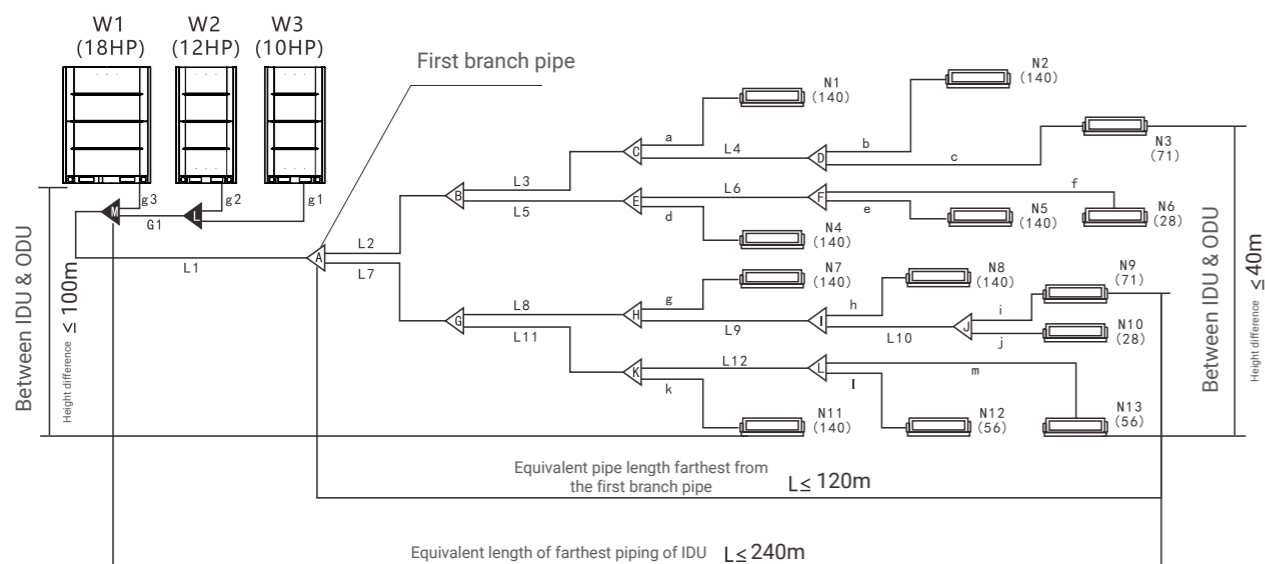 W1
(18HP)
W2
(12HP)
W3
(10HP)
First branch pipe
N1
(140)
N2
(140)
N3
(71)
a
L4
b
c
C
D
L3
L5
B
E
L6
F
f
d
e
N4
(140)
N5
(140)
N6
(28)
g3
g2
g1
M
L
G1
L1
A
L2
L7
N7
(140)
N8
(140)
N9
(71)
N10
(28)
g
h
i
j
L8
L11
G
H
L9
I
L10
J
L12
K
L
k
l
m
N11
(140)
N12
(56)
N13
(56)
Between IDU & ODU
Height difference ≤ 100m
Between IDU & ODU
Height difference ≤40m
Equivalent pipe length farthest from
the first branch pipe L≤ 120m
Equivalent length of farthest piping of IDU L≤ 240m